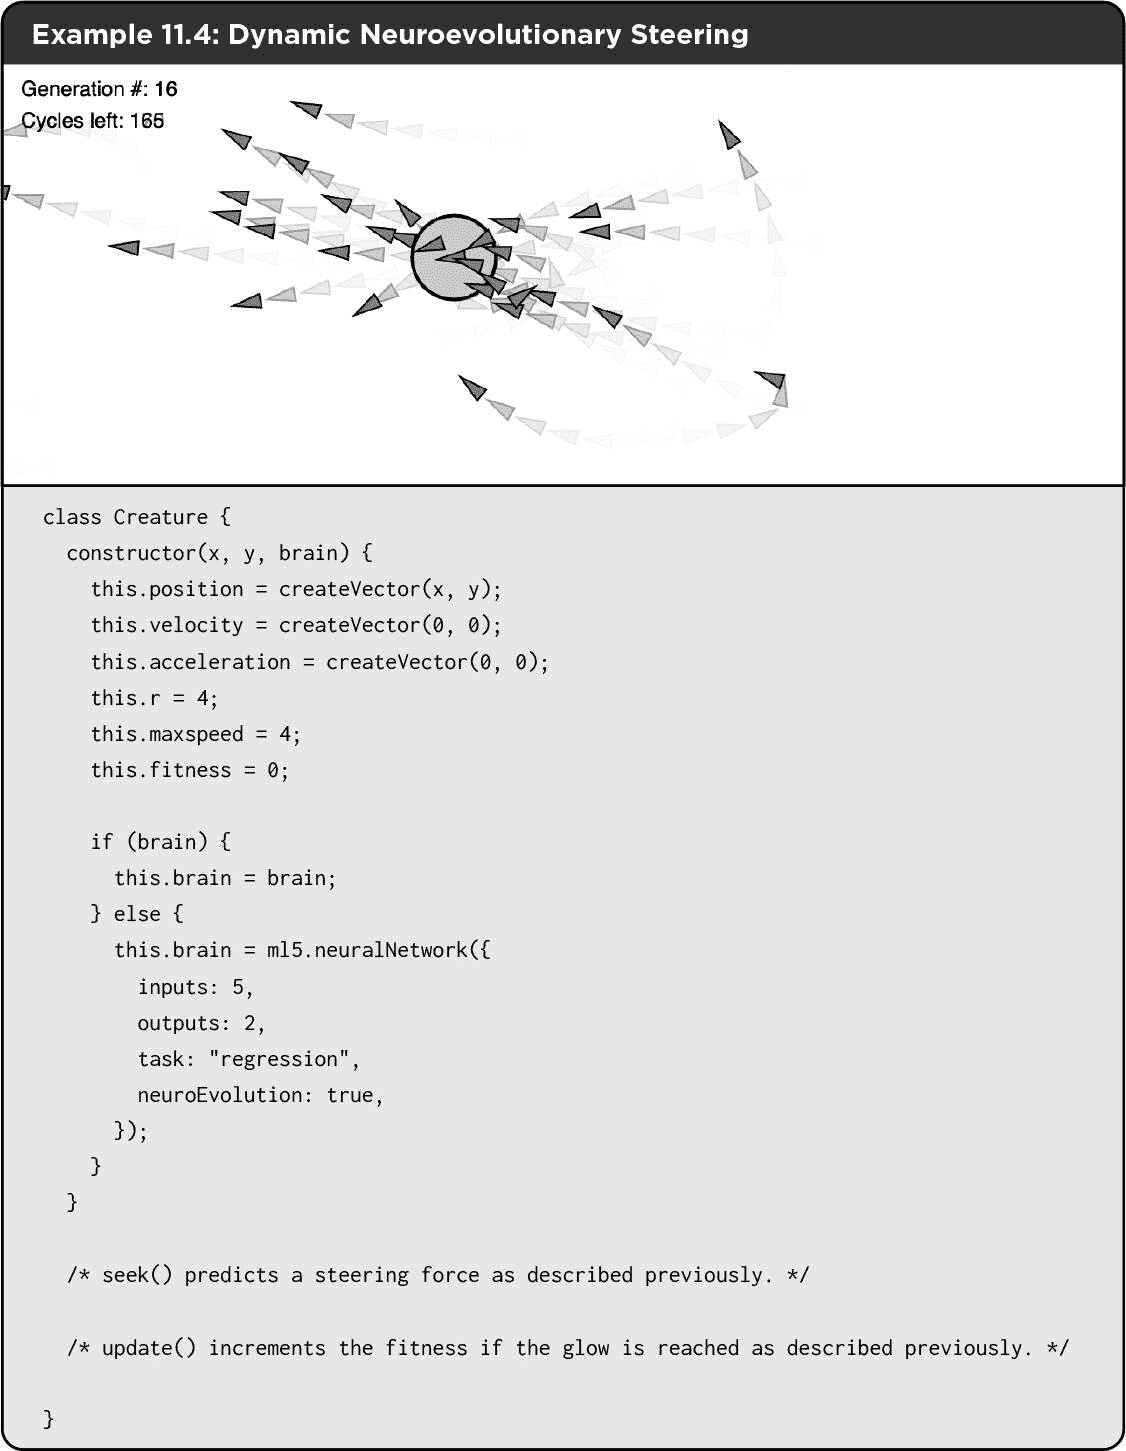 Example 11.4: Dynamic Neuroevolutionary Steering
Generation #: 16
Cycles left: 165
class Creature {
  constructor(x, y, brain) {
    this.position = createVector(x, y);
    this.velocity = createVector(0, 0);
    this.acceleration = createVector(0, 0);
    this.r = 4;
    this.maxspeed = 4;
    this.fitness = 0;

    if (brain) {
      this.brain = brain;
    } else {
      this.brain = ml5.neuralNetwork({
        inputs: 5,
        outputs: 2,
        task: "regression",
        neuroEvolution: true,
      });
    }
  }

  /* seek() predicts a steering force as described previously. */

  /* update() increments the fitness if the glow is reached as described previously. */

}